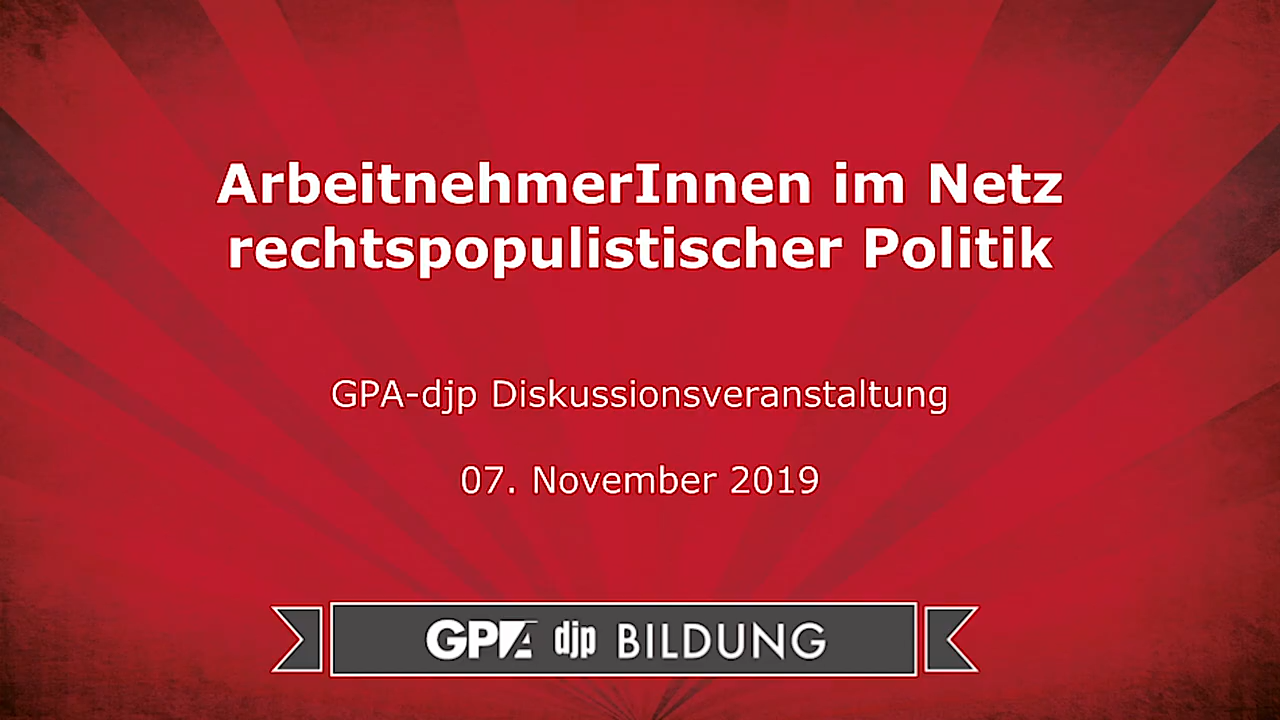 ArbeitnehmerInnen im Netz
rechtspopulistischer Politik
GPA-djp Diskussionsveranstaltung
07. November 2019
GPA djp BILDUNG